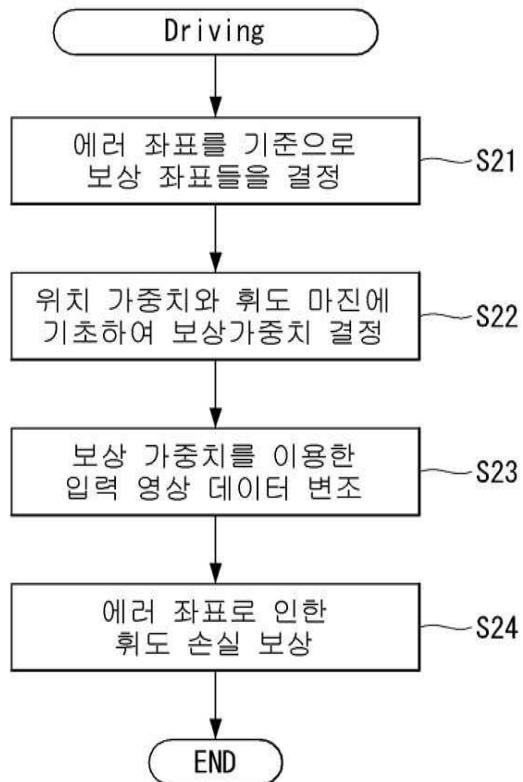 Driving
에러 좌표를 기준으로
보상 좌표들을 결정
S21
위치 가중치와 휘도 마진에
기초하여 보상가중치 결정
S22
보상 가중치를 이용한
입력 영상 데이터 변조
S23
에러 좌표로 인한
휘도 손실 보상
S24
END